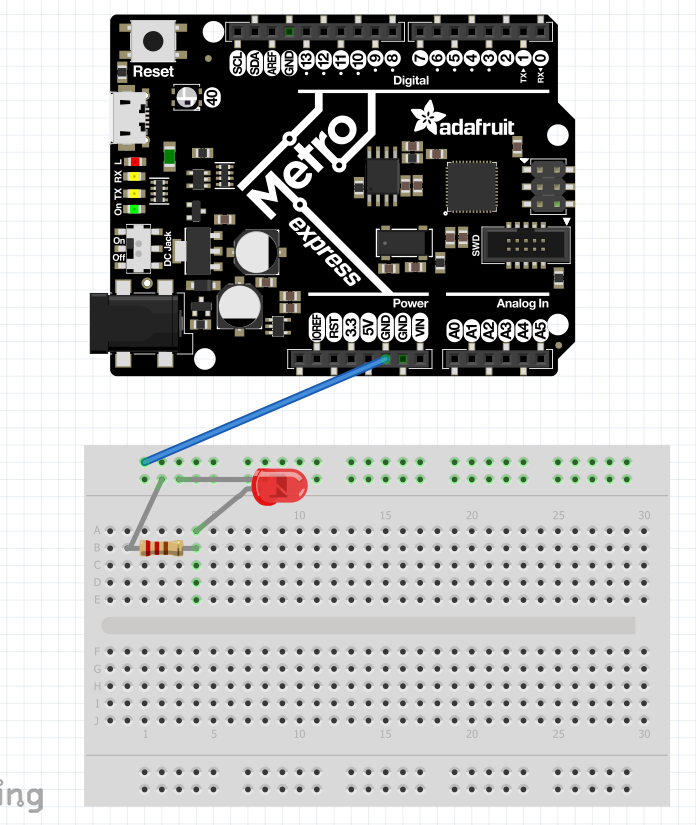 Reset
SCL SDA AREF GND 13 12 11 10 9 8 7 6 5 4 3 2 TX▸1 RX◂0
Digital
40
adafruit
Metro
express
L
RX
TX
On
On
Off
DC Jack
SWD
Power
Analog In
IOREF RST 3.3 5V GND GND VIN A0 A1 A2 A3 A4 A5
5 10 15 20 25 30
A
B
C
D
E
F
G
H
I
J
1 5 10 15 20 25 30
ing